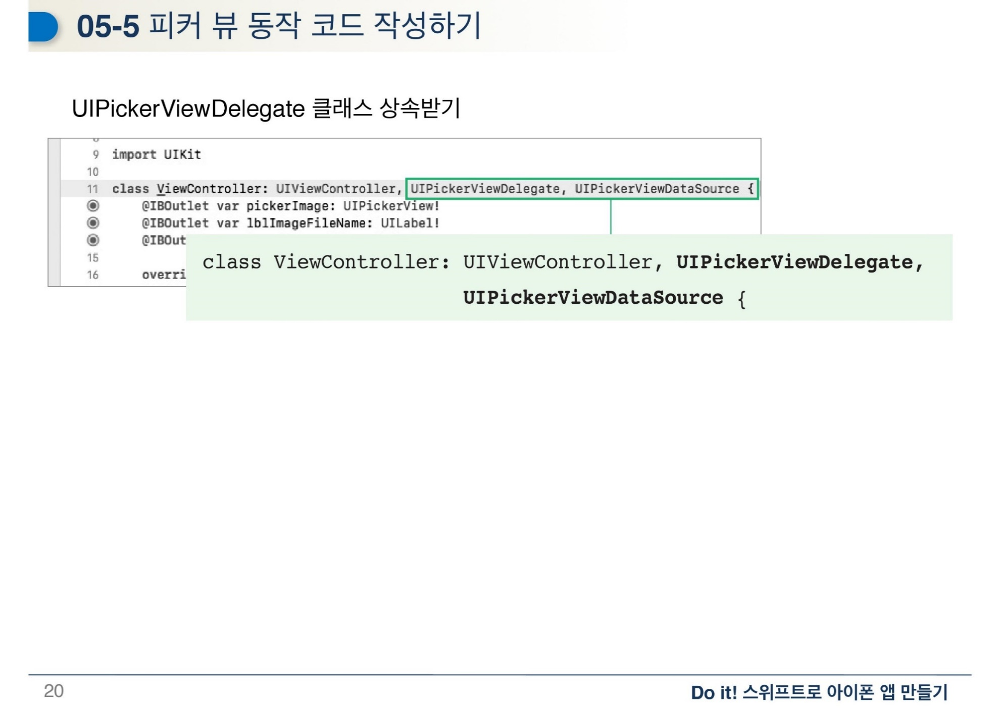 05-5 피커 뷰 동작 코드 작성하기
UIPickerViewDelegate 클래스 상속받기
9 import UIKit
10
11 class ViewController: UIViewController, UIPickerViewDelegate, UIPickerViewDataSource {
@IBOutlet var pickerImage: UIPickerView!
@IBOutlet var lblImageFileName: UILabel!
@IBOut
15
16 overri
class ViewController: UIViewController, UIPickerViewDelegate,
UIPickerViewDataSource {
20
Do it! 스위프트로 아이폰 앱 만들기